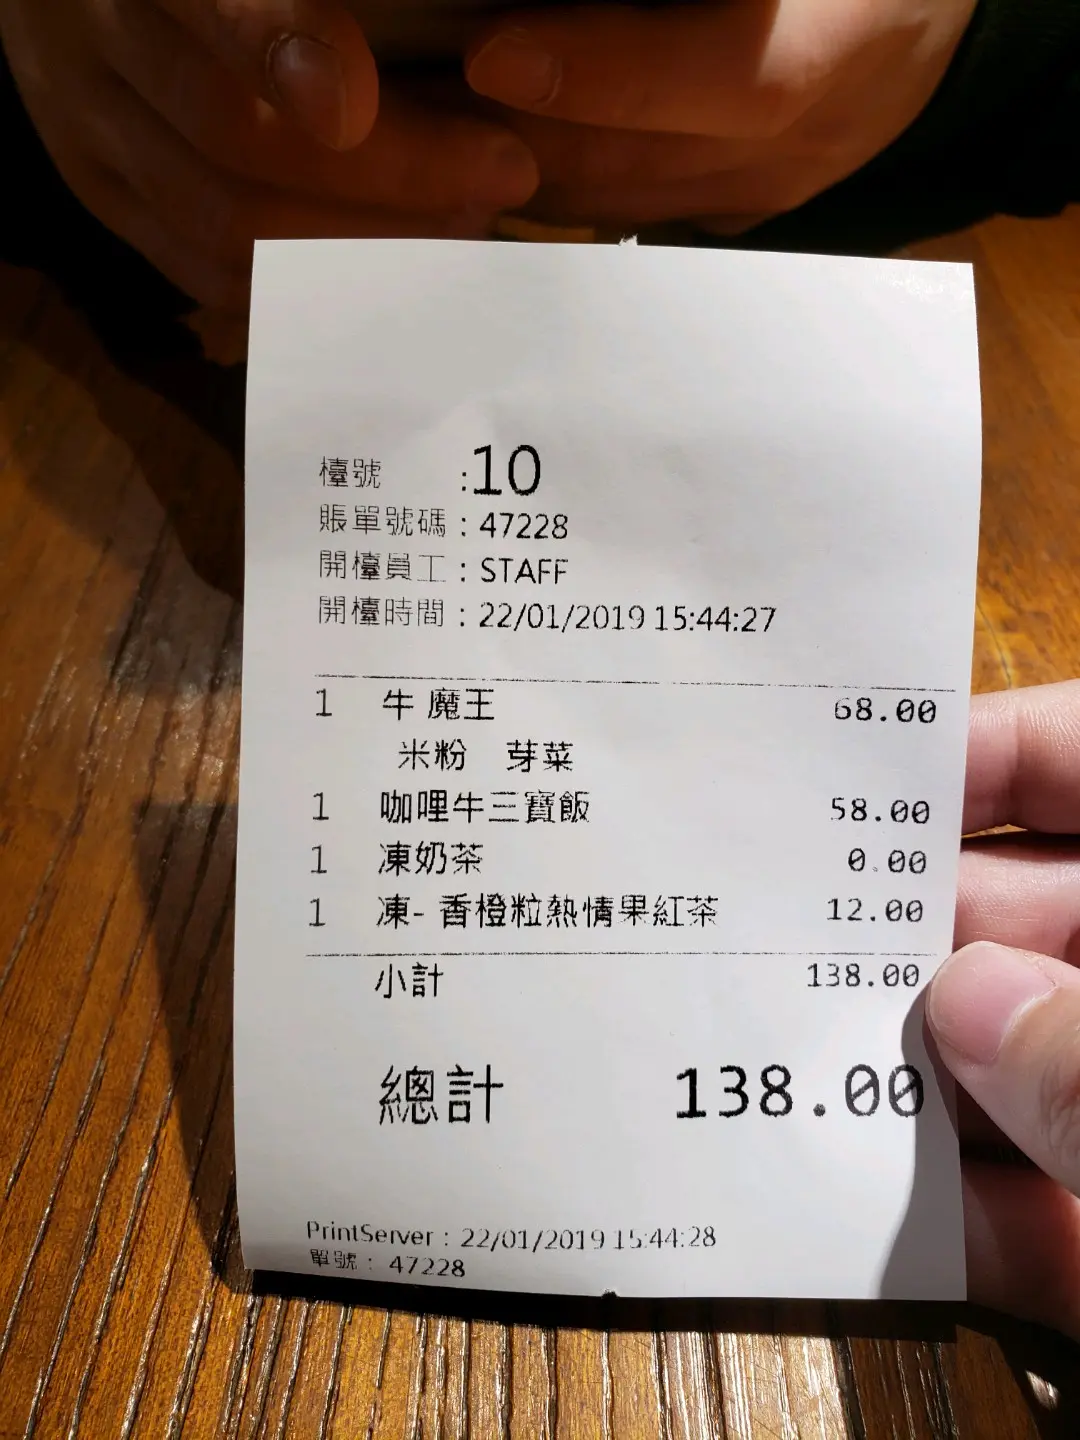 檯號 :10
賬單號碼 : 47228
開檯員工 : STAFF
開檯時間 : 22/01/2019 15:44:27
1 牛 魔王 68.00
米粉 芽菜
1 咖哩牛三寶飯 58.00
1 凍奶茶 0.00
1 凍- 香橙粒熱情果紅茶 12.00
小計 138.00
總計 138.00
PrintServer : 22/01/2019 15:44:28
單號 : 47228